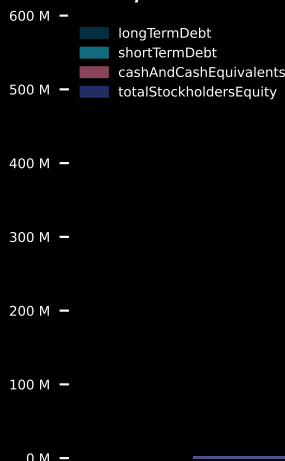 600 M
longTermDebt
shortTermDebt
cashAndCashEquivalents
500 M
totalStockholdersEquity
400 M
300 M
200 M
100 M
0 M